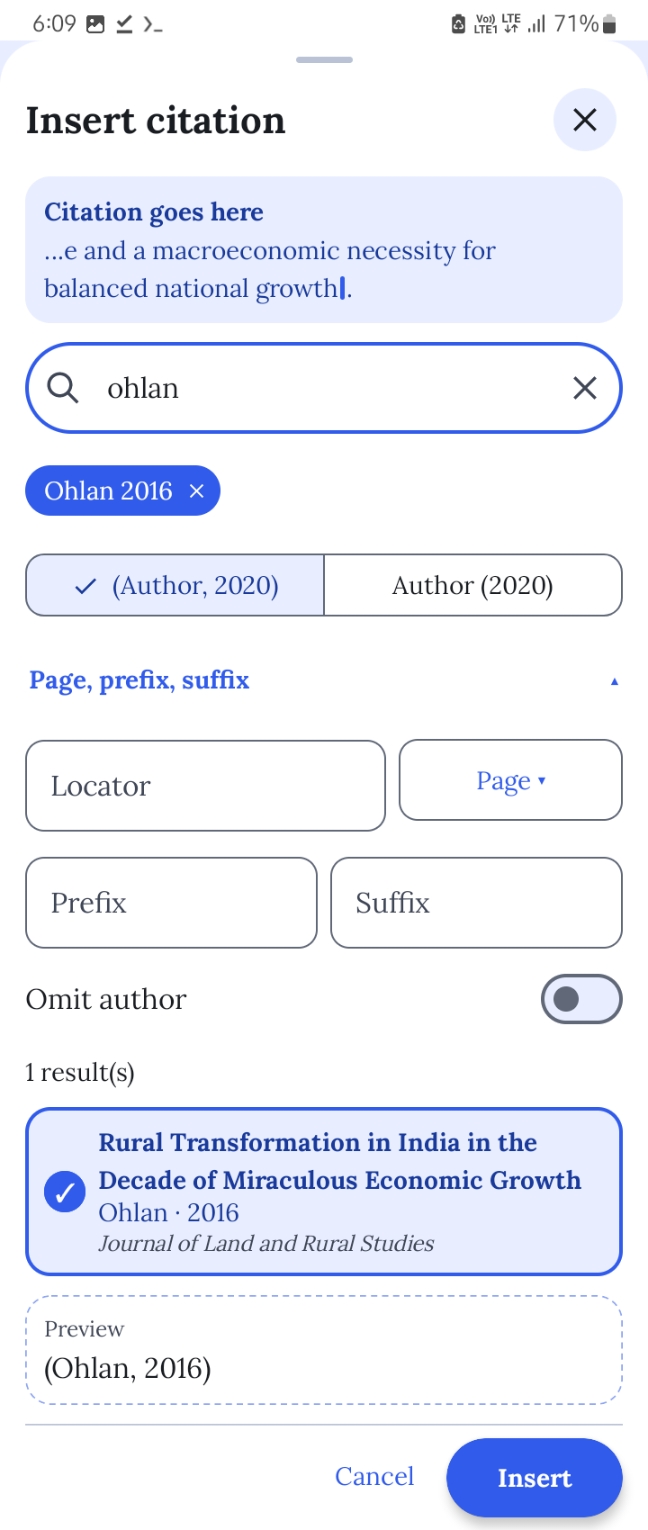 6:09
Vo)) LTE
LTE1
71%
Insert citation
Citation goes here
...e and a macroeconomic necessity for
balanced national growth.
ohlan
Ohlan 2016 ×
✓ (Author, 2020)
Author (2020)
Page, prefix, suffix ▴
Locator
Page ▾
Prefix
Suffix
Omit author
1 result(s)
Rural Transformation in India in the
Decade of Miraculous Economic Growth
Ohlan · 2016
Journal of Land and Rural Studies
Preview
(Ohlan, 2016)
Cancel
Insert